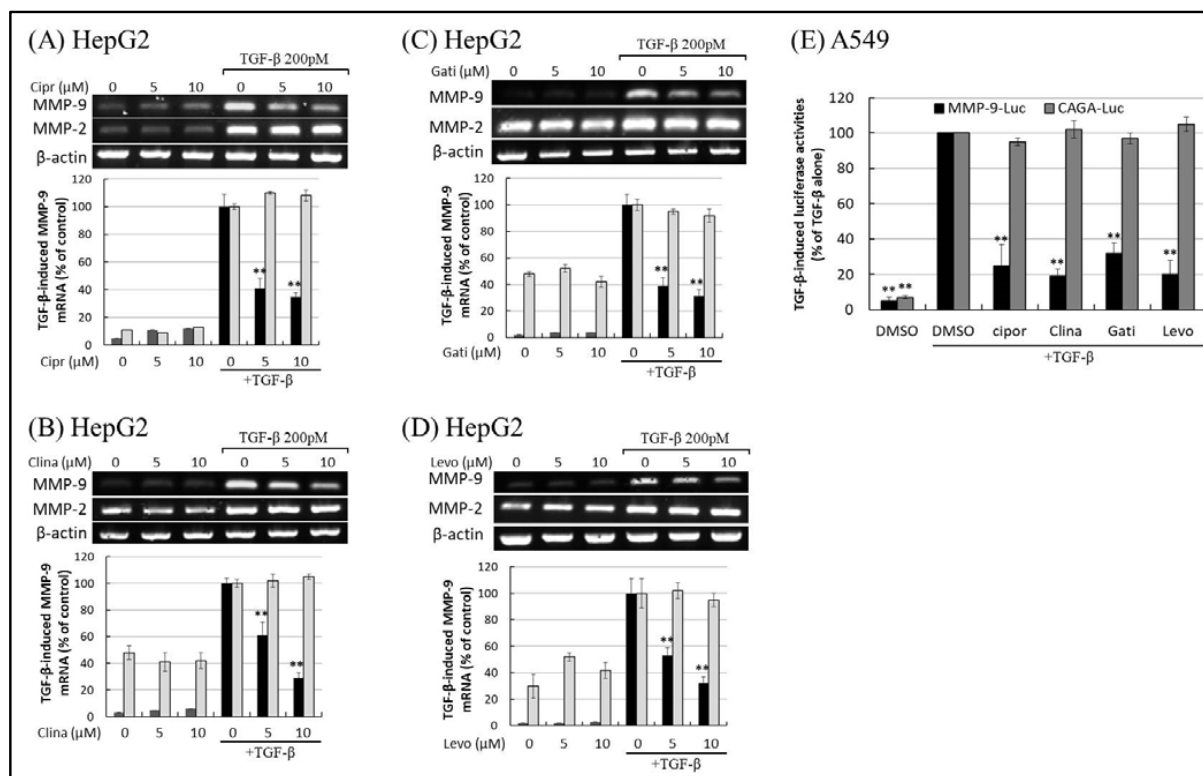 (A) HepG2
TGF-β 200pM
Cipr (μM) 0 5 10 0 5 10
MMP-9
MMP-2
β-actin
TGF-β-induced MMP-9
mRNA (% of control)
120
100
80
60
40
20
0
**
**
Cipr (μM) 0 5 10 0 5 10
+TGF-β
(B) HepG2
TGF-β 200pM
Clina (μM) 0 5 10 0 5 10
MMP-9
MMP-2
β-actin
TGF-β-induced MMP-9
mRNA (% of control)
120
100
80
60
40
20
0
**
**
Clina (μM) 0 5 10 0 5 10
+TGF-β
(C) HepG2
TGF-β 200pM
Gati (μM) 0 5 10 0 5 10
MMP-9
MMP-2
β-actin
TGF-β-induced MMP-9
mRNA (% of control)
120
100
80
60
40
20
0
**
**
Gati (μM) 0 5 10 0 5 10
+TGF-β
(D) HepG2
TGF-β 200pM
Levo (μM) 0 5 10 0 5 10
MMP-9
MMP-2
β-actin
TGF-β-induced MMP-9
mRNA (% of control)
120
100
80
60
40
20
0
**
**
Levo (μM) 0 5 10 0 5 10
+TGF-β
(E) A549
MMP-9-Luc CAGA-Luc
TGF-β-induced luciferase activities
(% of TGF-β alone)
120
100
80
60
40
20
0
** ** ** ** ** **
DMSO DMSO cipor Clina Gati Levo
+TGF-β